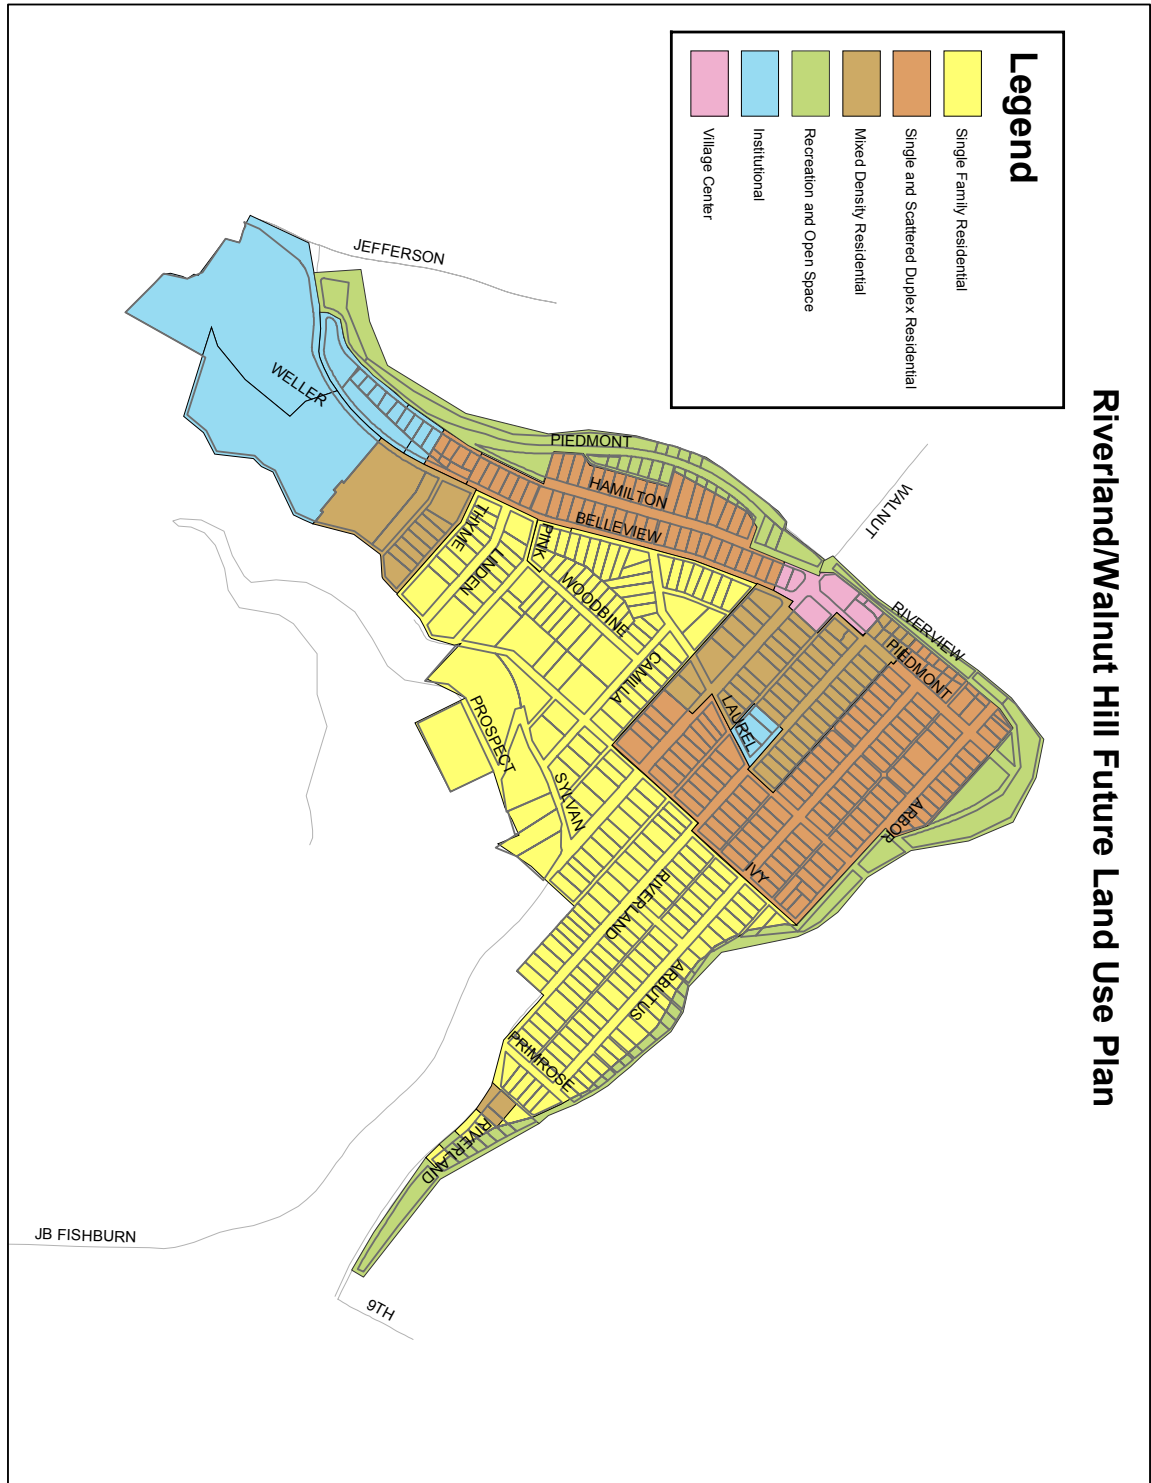 Riverland/Walnut Hill Future Land Use Plan
Legend
Single Family Residential
Single and Scattered Duplex Residential
Mixed Density Residential
Recreation and Open Space
Institutional
Village Center
JEFFERSON
WELLER
PIEDMONT
HAMILTON
BELLEVIEW
WALNUT
RIVERVIEW
PIEDMONT
THYME
LINDEN
PINK
WOODBINE
CAMILLA
LAUREL
ARBOR
IVY
PROSPECT
SYLVAN
RIVERLAND
ARBUTUS
PRIMROSE
RIVERLAND
JB FISHBURN
9TH